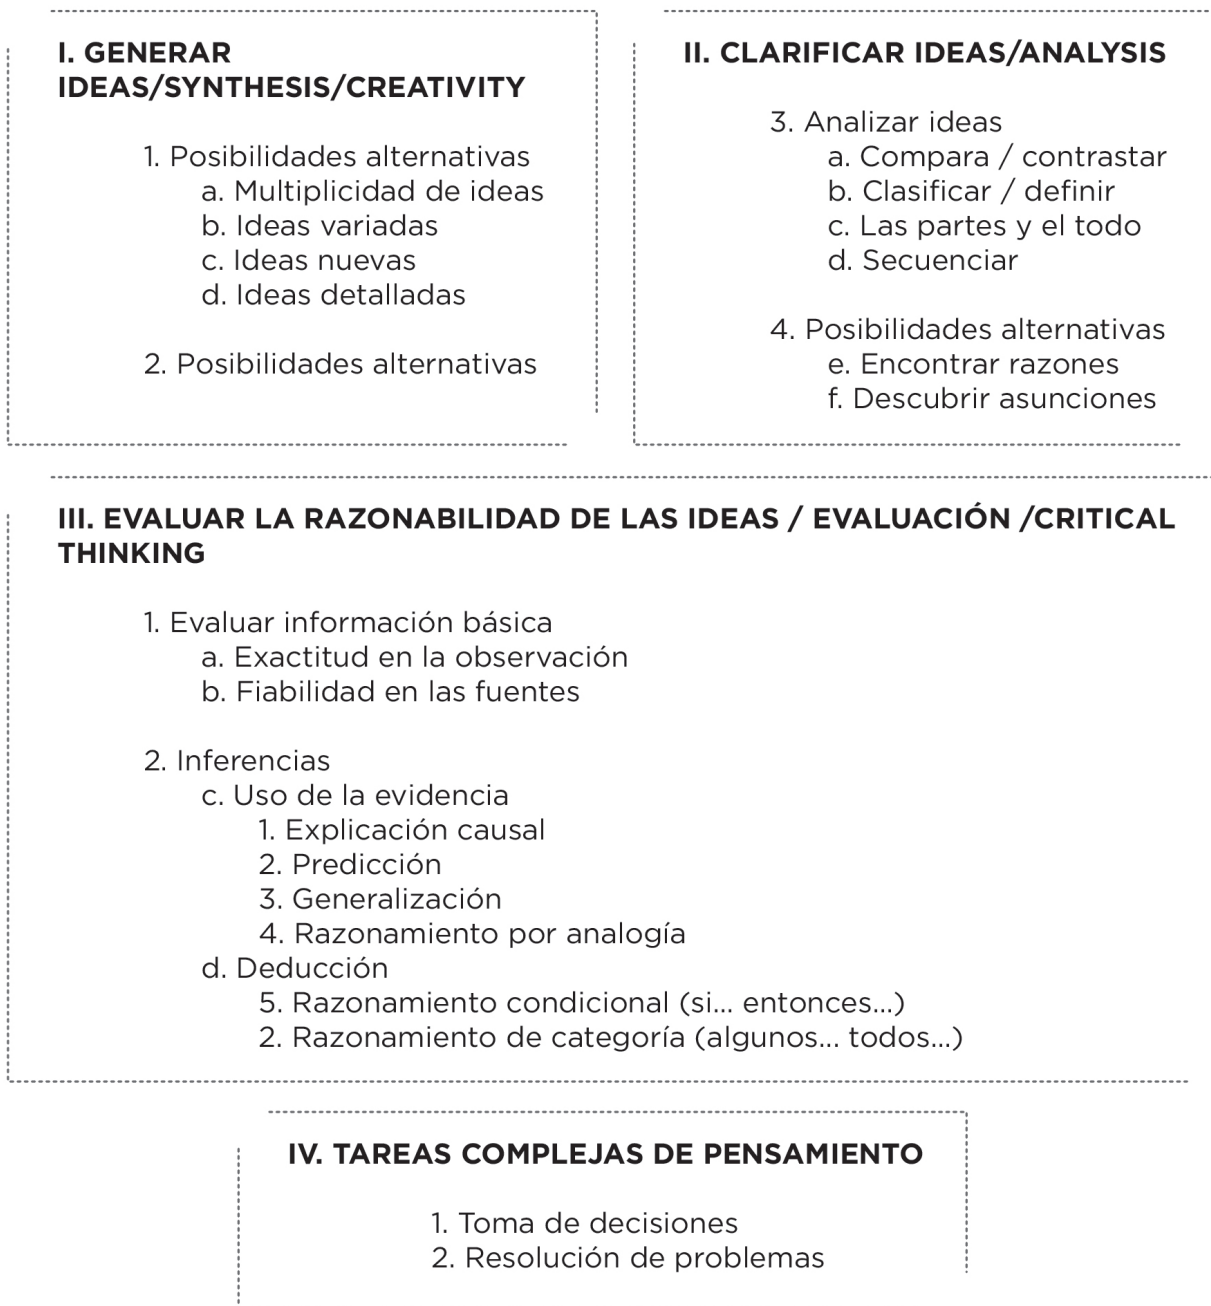 I. GENERAR
IDEAS/SYNTHESIS/CREATIVITY
1. Posibilidades alternativas
a. Multiplicidad de ideas
b. Ideas variadas
c. Ideas nuevas
d. Ideas detalladas
2. Posibilidades alternativas
II. CLARIFICAR IDEAS/ANALYSIS
3. Analizar ideas
a. Compara / contrastar
b. Clasificar / definir
c. Las partes y el todo
d. Secuenciar
4. Posibilidades alternativas
e. Encontrar razones
f. Descubrir asunciones
III. EVALUAR LA RAZONABILIDAD DE LAS IDEAS / EVALUACIÓN /CRITICAL
THINKING
1. Evaluar información básica
a. Exactitud en la observación
b. Fiabilidad en las fuentes
2. Inferencias
c. Uso de la evidencia
1. Explicación causal
2. Predicción
3. Generalización
4. Razonamiento por analogía
d. Deducción
5. Razonamiento condicional (si... entonces...)
2. Razonamiento de categoría (algunos... todos...)
IV. TAREAS COMPLEJAS DE PENSAMIENTO
1. Toma de decisiones
2. Resolución de problemas